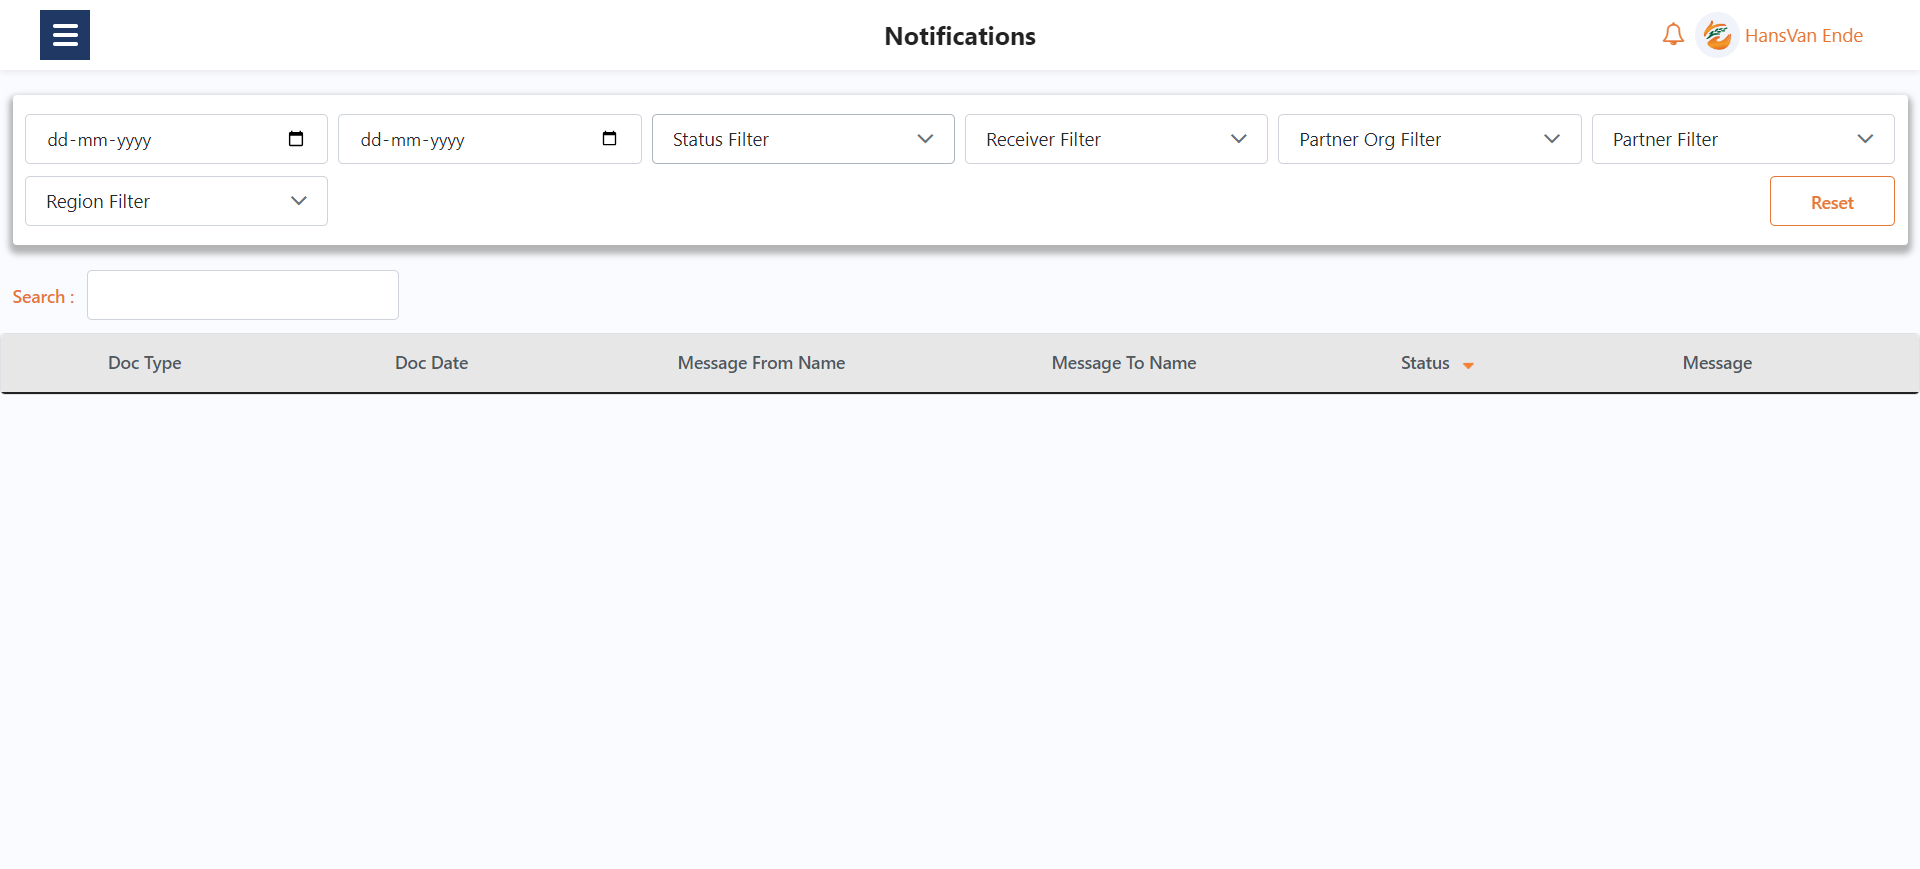 Notifications
HansVan Ende
dd-mm-yyyy
dd-mm-yyyy
Status Filter
Receiver Filter
Partner Org Filter
Partner Filter
Region Filter
Reset
Search :
Doc Type
Doc Date
Message From Name
Message To Name
Status
Message